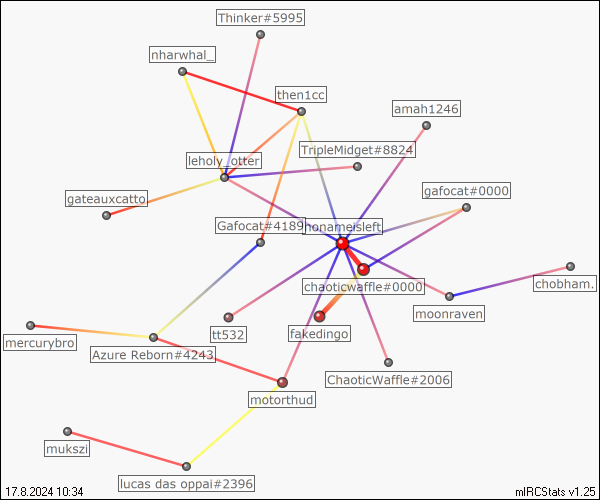 Thinker#5995
nharwhal_
then1cc
amah1246
TripleMidget#8824
leholy_otter
gafocat#0000
gateauxcatto
Gafocat#4189
nonameisleft
chaoticwaffle#0000
chobham.
moonraven
tt532
fakedingo
mercurybro
Azure Reborn#4243
ChaoticWaffle#2006
motorthud
mukszi
lucas das oppai#2396
17.8.2024 10:34
mIRCStats v1.25